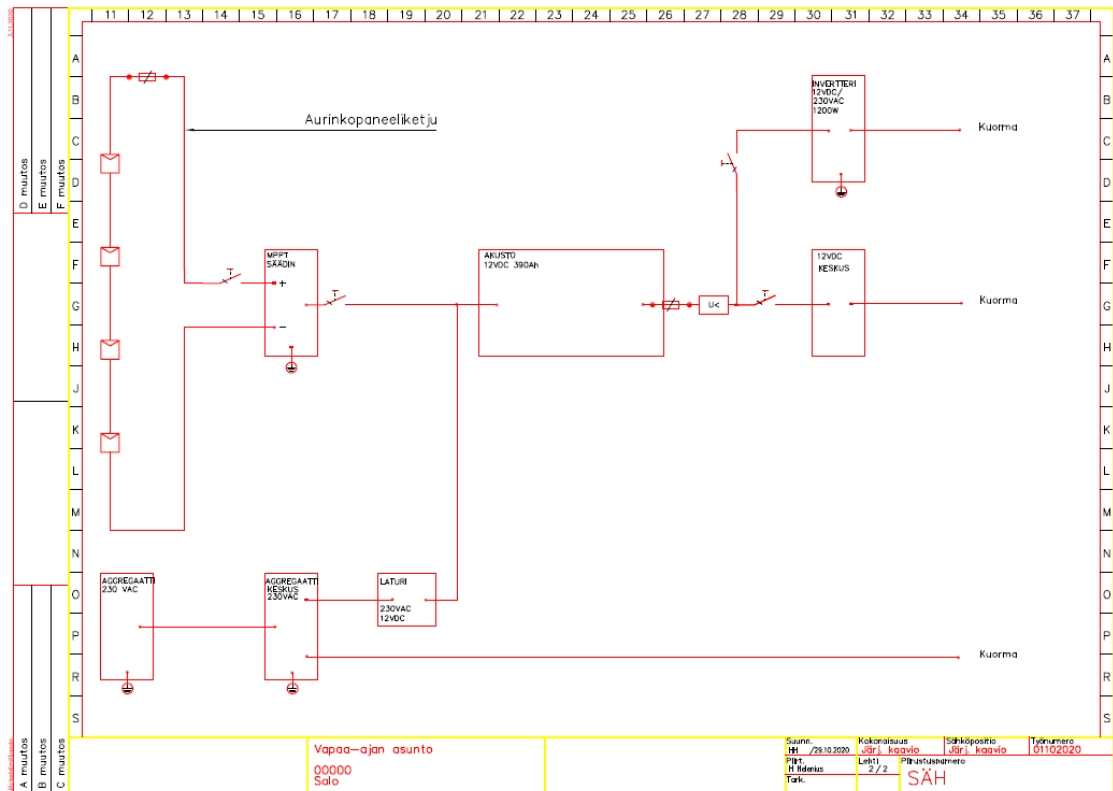 11 12 13 14 15 16 17 18 19 20 21 22 23 24 25 26 27 28 29 30 31 32 33 34 35 36 37
A
B
C
D
E
F
G
H
J
K
L
M
N
O
P
R
S
A
B
C
D
E
F
G
H
J
K
L
M
N
O
P
R
S
D muutos
E muutos
F muutos
A muutos
B muutos
C muutos
Aurinkopaneeliketju
INVERTTERI
12VDC/
230VAC
1200W
Kuorma
MPPT
SÄÄDIN
+
−
AKUSTO
12VDC 390Ah
U<
12VDC
KESKUS
Kuorma
AGGREGAATTI
230 VAC
AGGREGAATTI
KESKUS
230VAC
LATURI
230VAC
12VDC
Kuorma
Vapaa-ajan asunto
00000
Salo
Suunn.
HH /29.10.2020
Kokonaisuus
Järj. kaavio
Sähköpositio
Järj. kaavio
Työnumero
01102020
Piirt.
H Helenius
Lehti
2/2
Piirustusnumero
SÄH
Tark.